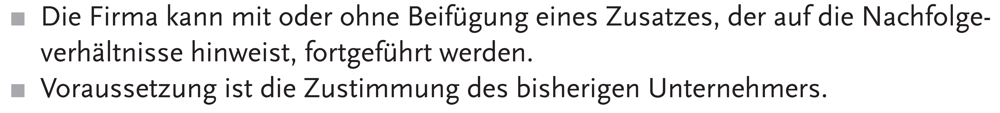 ■ Die Firma kann mit oder ohne Beifügung eines Zusatzes, der auf die Nachfolge-
verhältnisse hinweist, fortgeführt werden.
■ Voraussetzung ist die Zustimmung des bisherigen Unternehmers.